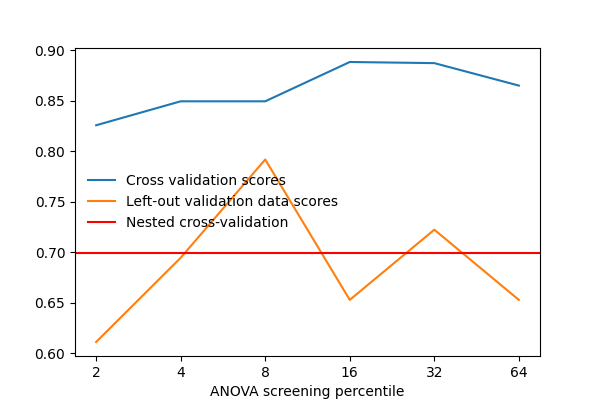 0.90
0.85
0.80
0.75
0.70
0.65
0.60
Cross validation scores
Left-out validation data scores
Nested cross-validation
2 4 8 16 32 64
ANOVA screening percentile